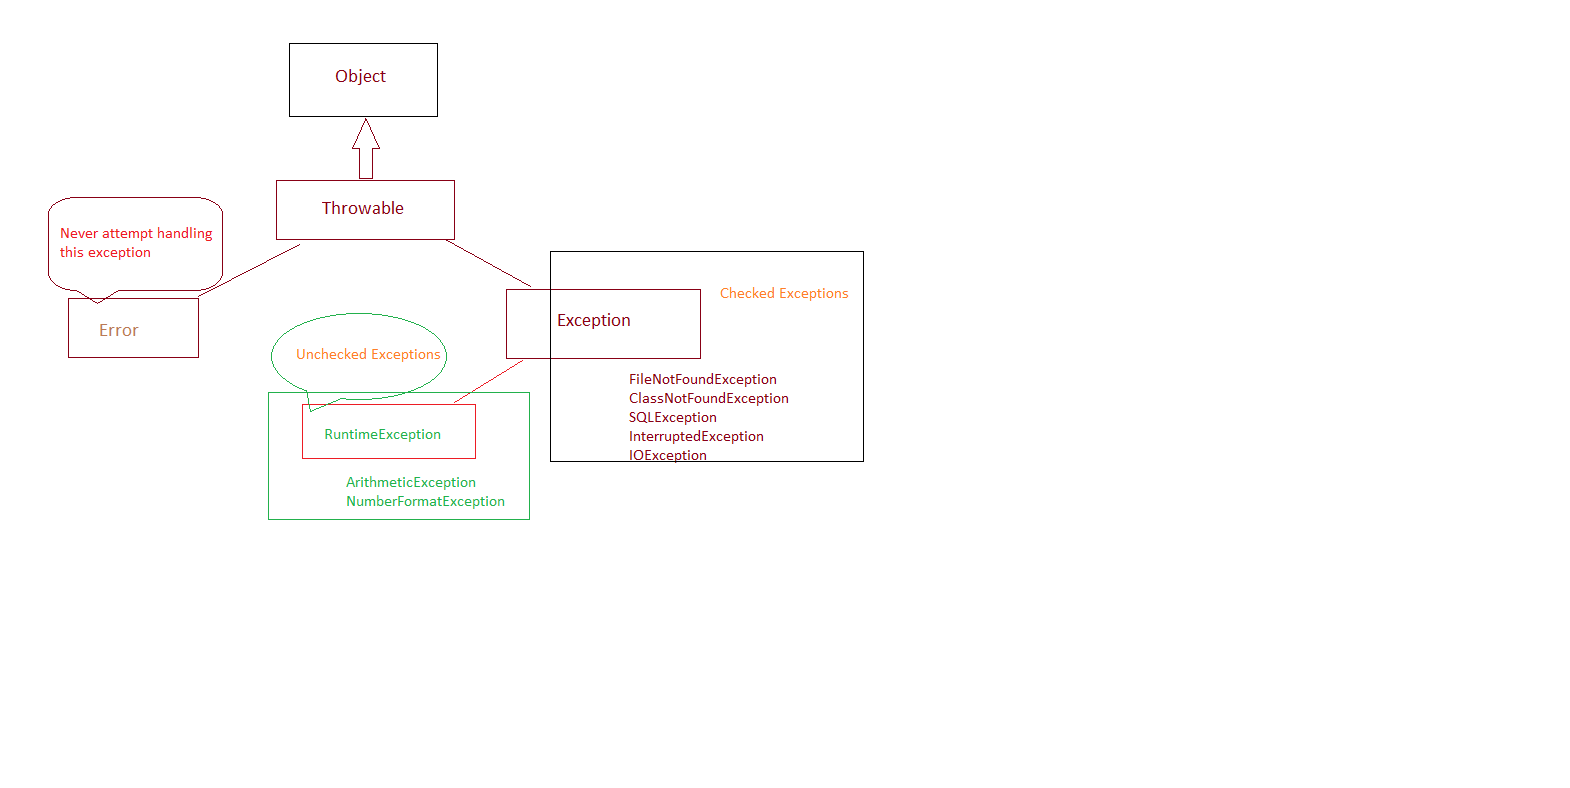 Object
Throwable
Never attempt handling
this exception
Error
Checked Exceptions
Exception
Unchecked Exceptions
FileNotFoundException
ClassNotFoundException
SQLException
InterruptedException
IOException
RuntimeException
ArithmeticException
NumberFormatException